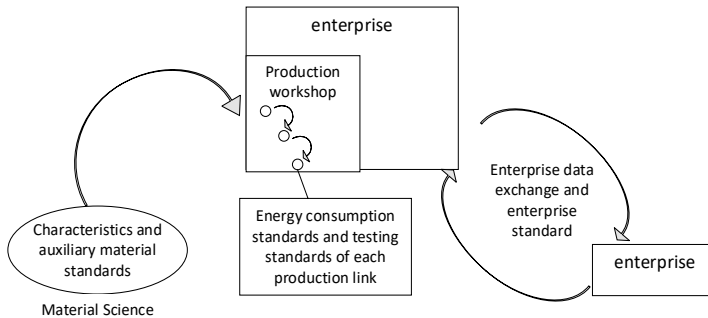 enterprise
Production
workshop
Enterprise data
exchange and
enterprise
standard
Energy consumption
standards and testing
standards of each
production link
Characteristics and
auxiliary material
standards
enterprise
Material Science